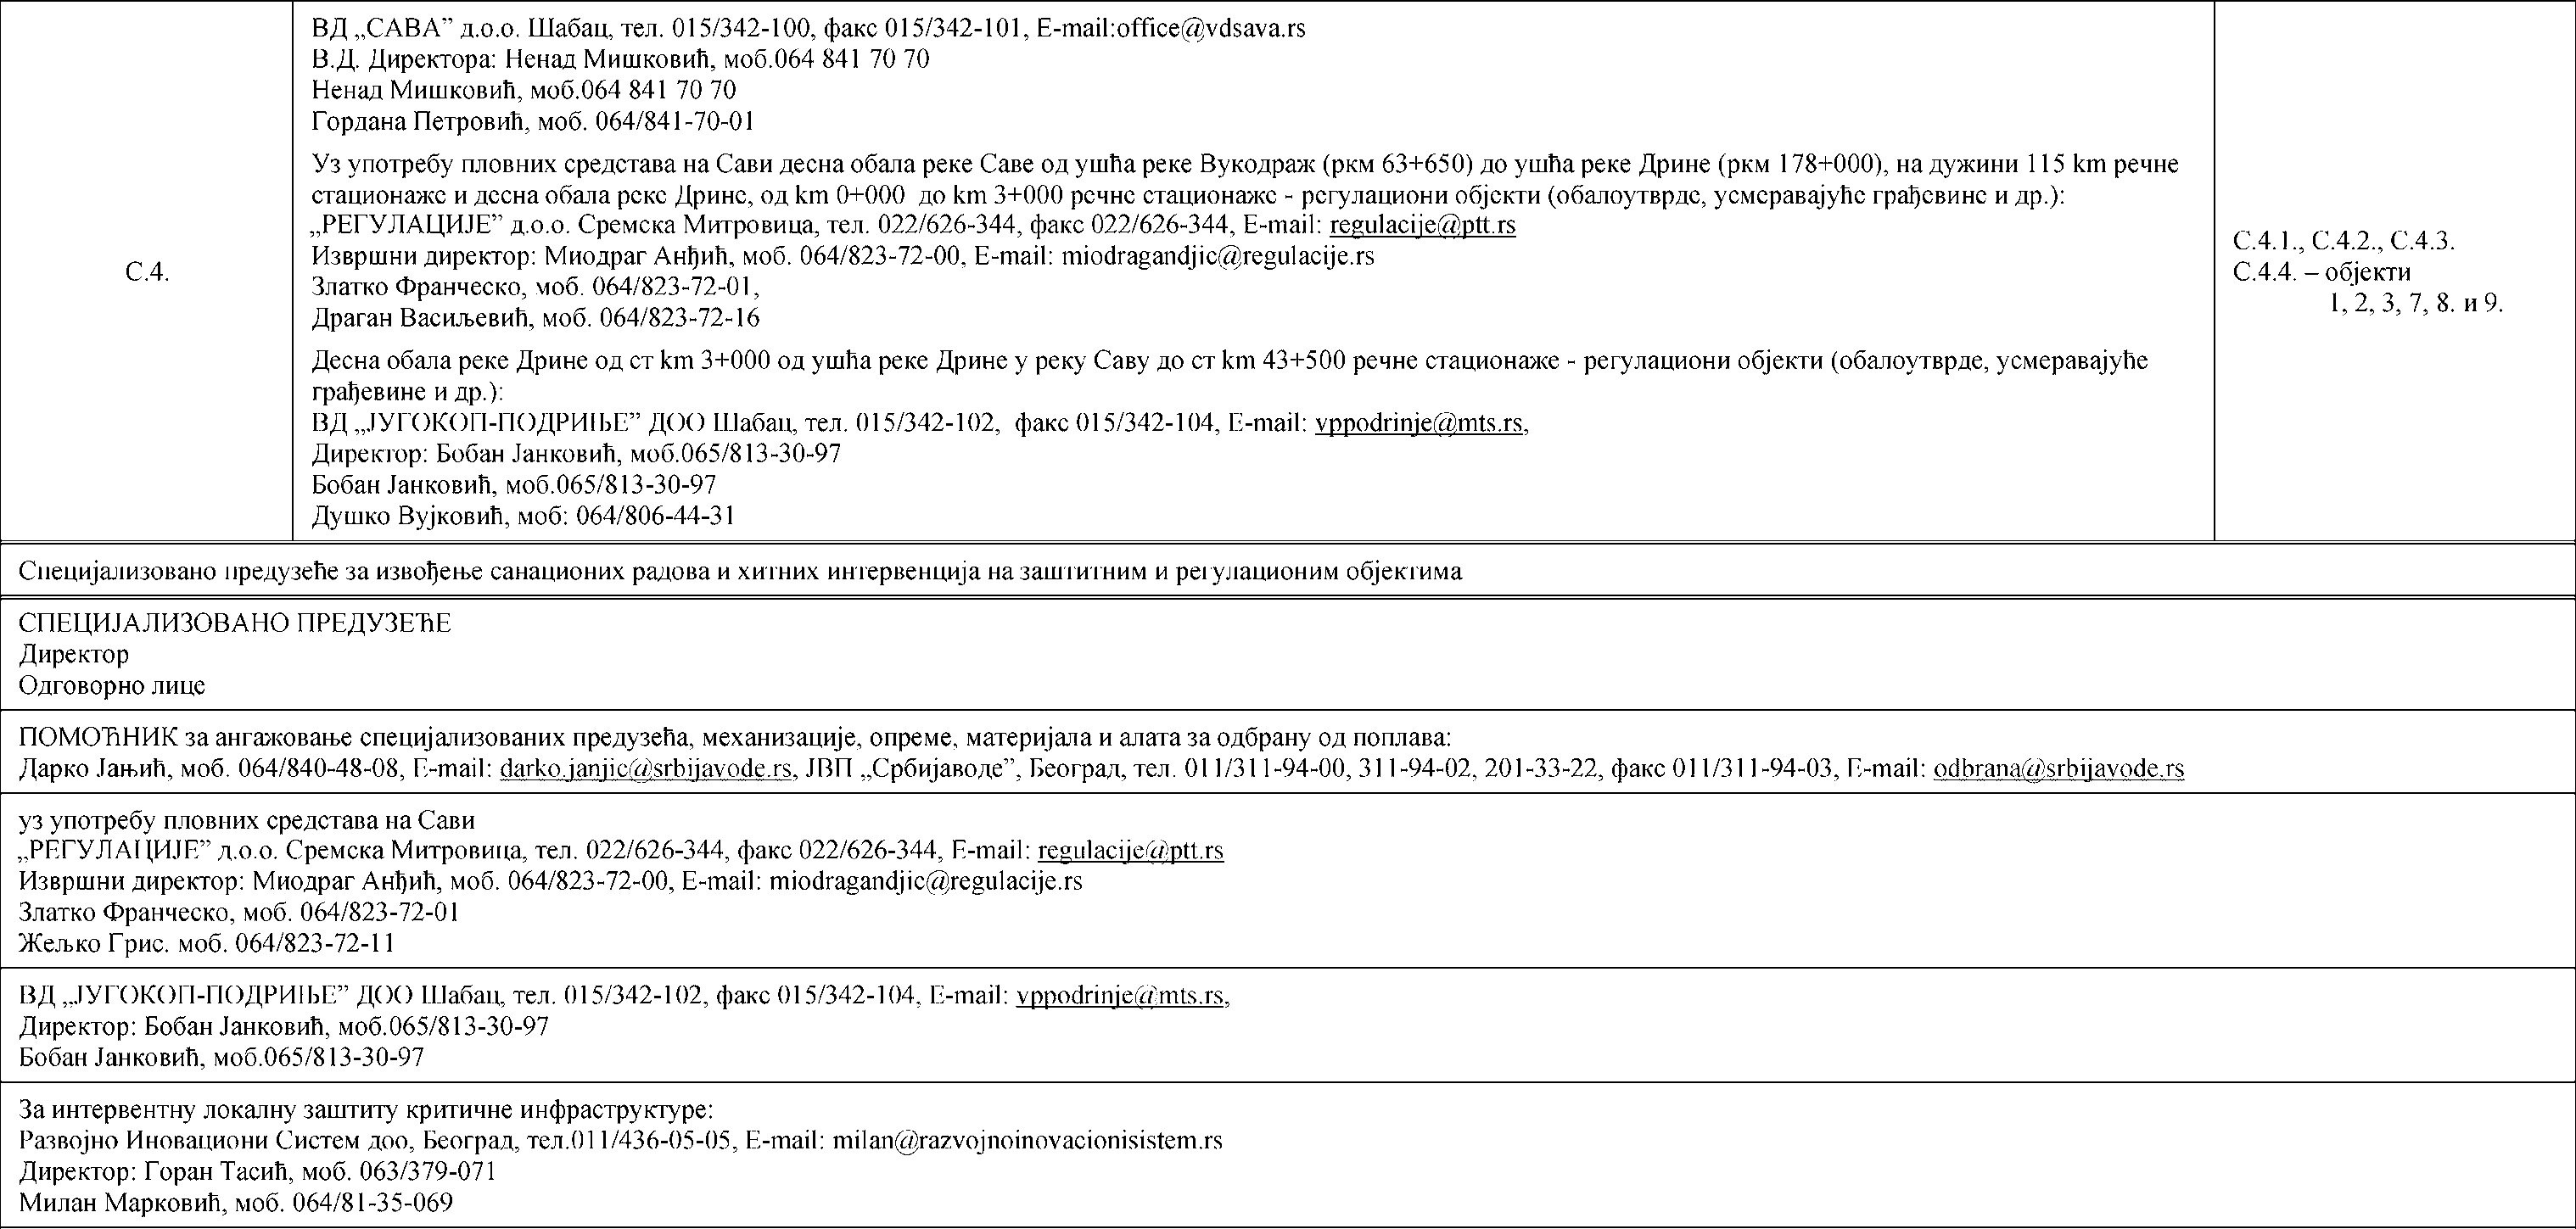 ВД „САВА” д.о.о. Шабац, тел. 015/342-100, факс 015/342-101, E-mail:office@vdsava.rs
В.Д. Директора: Ненад Мишковић, моб.064 841 70 70
Ненад Мишковић, моб.064 841 70 70
Гордана Петровић, моб. 064/841-70-01
Уз употребу пловних средстава на Сави десна обала реке Саве од ушћа реке Вукодраж (ркм 63+650) до ушћа реке Дрине (ркм 178+000), на дужини 115 km речне
стационаже и десна обала реке Дрине, од km 0+000 до km 3+000 речне стационаже - регулациони објекти (обалоутврде, усмеравајуће грађевине и др.):
„РЕГУЛАЦИЈЕ” д.о.о. Сремска Митровица, тел. 022/626-344, факс 022/626-344, E-mail: regulacije@ptt.rs
Извршни директор: Миодраг Анђић, моб. 064/823-72-00, E-mail: miodragandjic@regulacije.rs
Златко Франческо, моб. 064/823-72-01,
Драган Васиљевић, моб. 064/823-72-16
Десна обала реке Дрине од ст km 3+000 од ушћа реке Дрине у реку Саву до ст km 43+500 речне стационаже - регулациони објекти (обалоутврде, усмеравајуће
грађевине и др.):
ВД „ЈУГОКОП-ПОДРИЊЕ” ДОО Шабац, тел. 015/342-102, факс 015/342-104, E-mail: vppodrinje@mts.rs,
Директор: Бобан Јанковић, моб.065/813-30-97
Бобан Јанковић, моб.065/813-30-97
Душко Вујковић, моб: 064/806-44-31
С.4.
С.4.1., С.4.2., С.4.3.
С.4.4. – објекти
1, 2, 3, 7, 8. и 9.
Специјализовано предузеће за извођење санационих радова и хитних интервенција на заштитним и регулационим објектима
СПЕЦИЈАЛИЗОВАНО ПРЕДУЗЕЋЕ
Директор
Одговорно лице
ПОМОЋНИК за ангажовање специјализованих предузећа, механизације, опреме, материјала и алата за одбрану од поплава:
Дарко Јањић, моб. 064/840-48-08, E-mail: darko.janjic@srbijavode.rs, ЈВП „Србијаводе”, Београд, тел. 011/311-94-00, 311-94-02, 201-33-22, факс 011/311-94-03, E-mail: odbrana@srbijavode.rs
уз употребу пловних средстава на Сави
„РЕГУЛАЦИЈЕ” д.о.о. Сремска Митровица, тел. 022/626-344, факс 022/626-344, E-mail: regulacije@ptt.rs
Извршни директор: Миодраг Анђић, моб. 064/823-72-00, E-mail: miodragandjic@regulacije.rs
Златко Франческо, моб. 064/823-72-01
Жељко Грис. моб. 064/823-72-11
ВД „ЈУГОКОП-ПОДРИЊЕ” ДОО Шабац, тел. 015/342-102, факс 015/342-104, E-mail: vppodrinje@mts.rs,
Директор: Бобан Јанковић, моб.065/813-30-97
Бобан Јанковић, моб.065/813-30-97
За интервентну локалну заштиту критичне инфраструктуре:
Развојно Иновациони Систем доо, Београд, тел.011/436-05-05, E-mail: milan@razvojnoinovacionisistem.rs
Директор: Горан Тасић, моб. 063/379-071
Милан Марковић, моб. 064/81-35-069